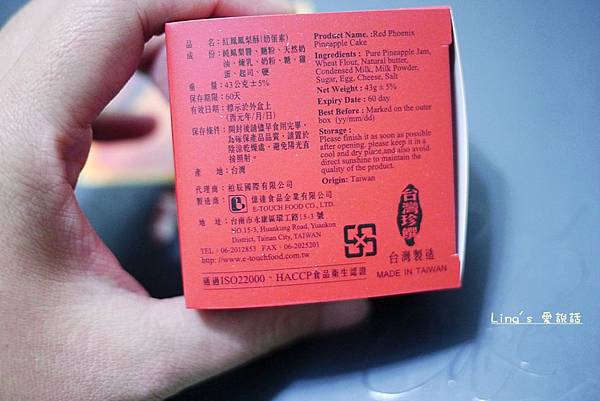 品　名：紅鳳鳳梨酥(奶蛋素)
成　份：純鳳梨醬、麵粉、天然奶
油、煉乳、奶粉、糖、雞
蛋、起司、鹽
重　量：43公克±5%
保存期限：60天
有效日期：標示於外盒上
(西元年/月/日)
保存條件：開封後請儘早食用完畢，
為確保產品品質，請置於
陰涼乾燥處，避免陽光直
接照射。
產　地：台灣
代理商：柏辰國際有限公司
製造商：偉達食品企業有限公司
E-TOUCH FOOD CO., LTD.
地　址：台南市永康區環工路15-3 號
NO.15-3, Huankung Road, Yuankon
District, Tainan City, TAIWAN
TEL：06-2012853　FAX：06-2025201
http://www.e-touchfood.com.tw
通過ISO22000、HACCP食品衛生認證
Product Name. :Red Phoenix
Pineapple Cake
Ingredients : Pure Pineapple Jam,
Wheat Flour, Natural butter,
Condensed Milk, Milk Powder,
Sugar, Egg, Cheese, Salt
Net Weight : 43g ± 5%
Expiry Date : 60 day
Best Before : Marked on the outer
box (yy/mm/dd)
Storage :
Please finish it as soon as possible
after opening. please keep it in a
cool and dry place,and also avoid
direct sunshine to maintain the
quality of the product.
Origin: Taiwan
台灣珍饌
台灣製造
MADE IN TAIWAN
Ling's 愛說話